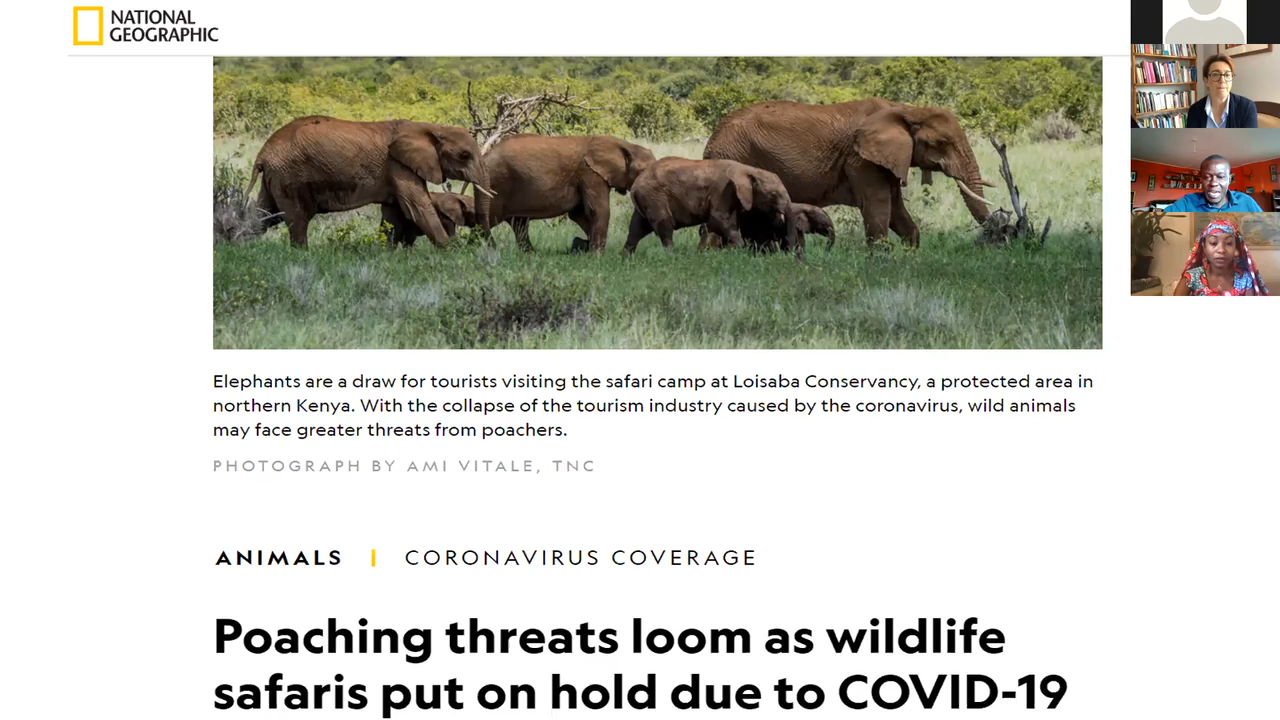 NATIONAL
GEOGRAPHIC
Elephants are a draw for tourists visiting the safari camp at Loisaba Conservancy, a protected area in
northern Kenya. With the collapse of the tourism industry caused by the coronavirus, wild animals
may face greater threats from poachers.
PHOTOGRAPH BY AMI VITALE, TNC
ANIMALS | CORONAVIRUS COVERAGE
Poaching threats loom as wildlife
safaris put on hold due to COVID-19